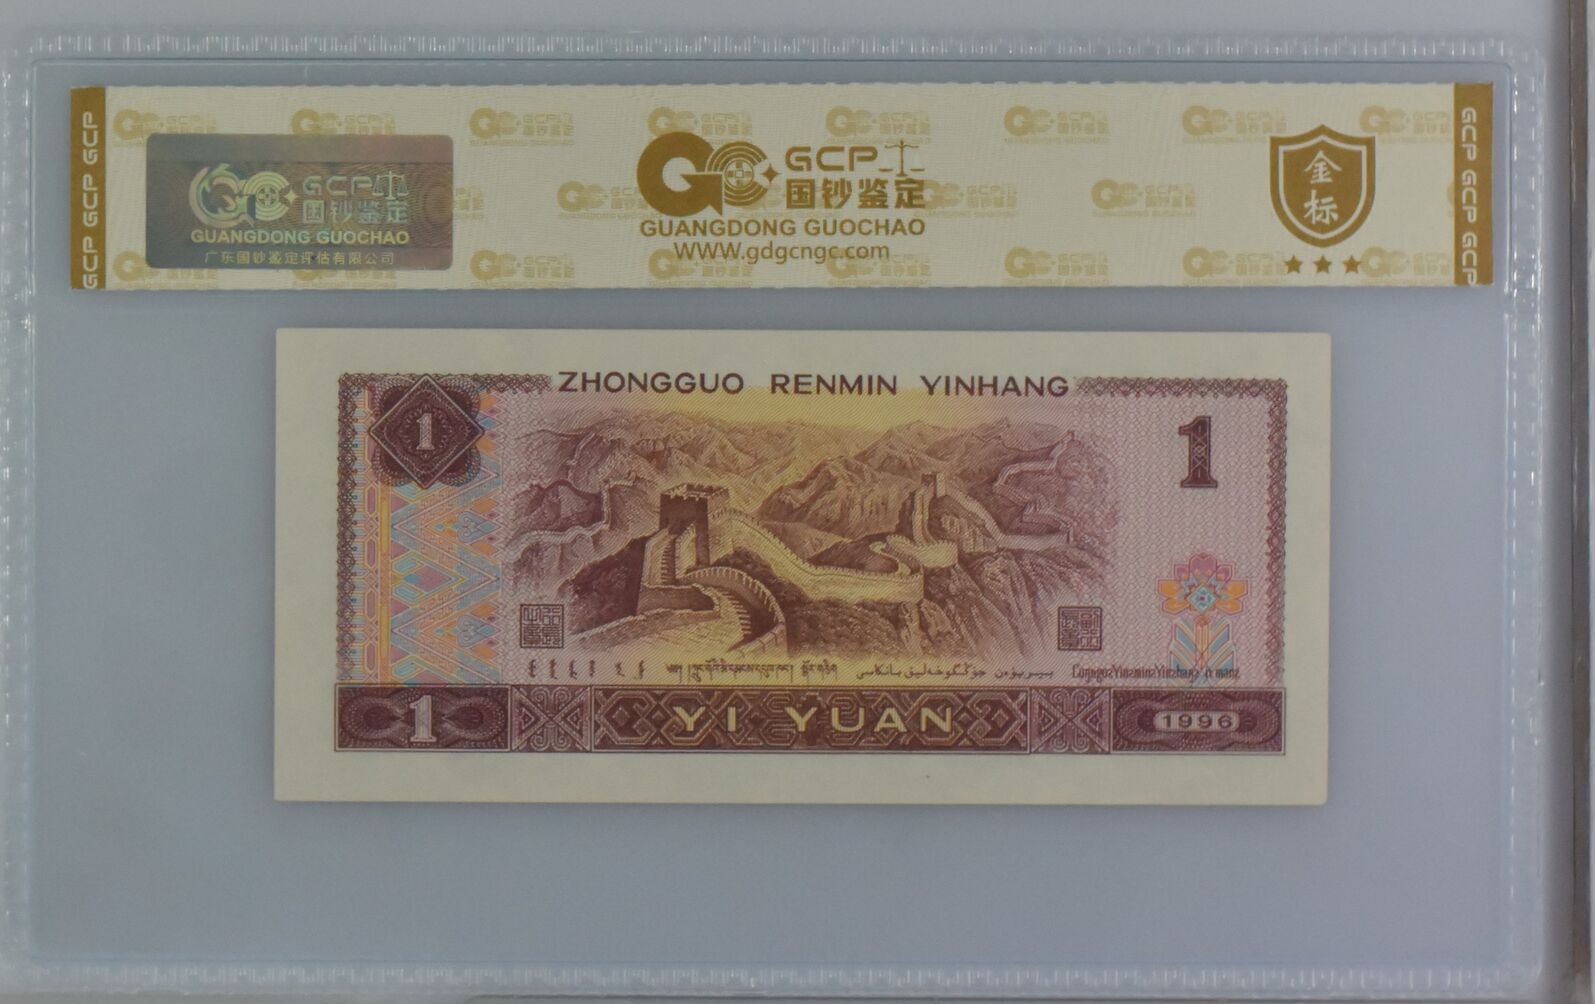 GCP GCP GCP
GCP 国钞鉴定
GUANGDONG GUOCHAO
广东国钞鉴定评估有限公司
GCP
国钞鉴定
GUANGDONG GUOCHAO
WWW.gdgcngc.com
金标
GCP GCP GCP
ZHONGGUO RENMIN YINHANG
1
1
1
YI YUAN
1996